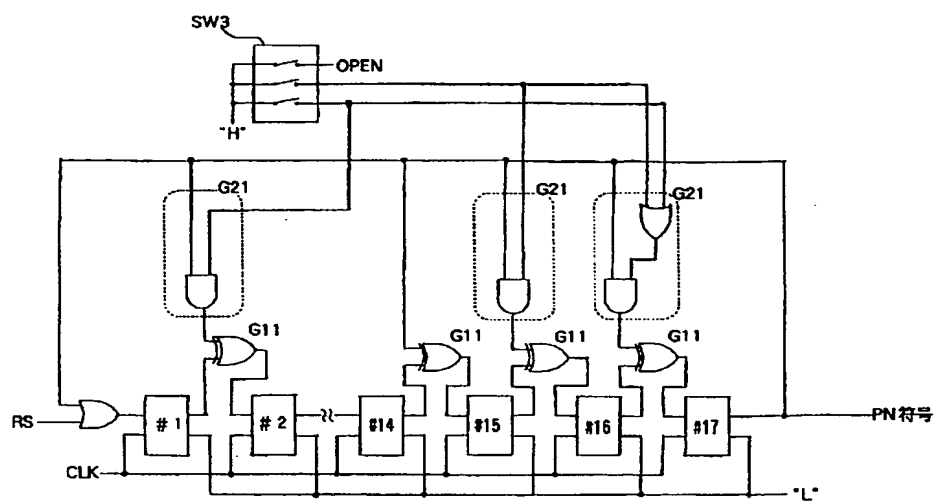 SW3
OPEN
"H"
G21
G21
G21
G11
G11
G11
G11
RS
#1
#2
#14
#15
#16
#17
PN符号
CLK
"L"